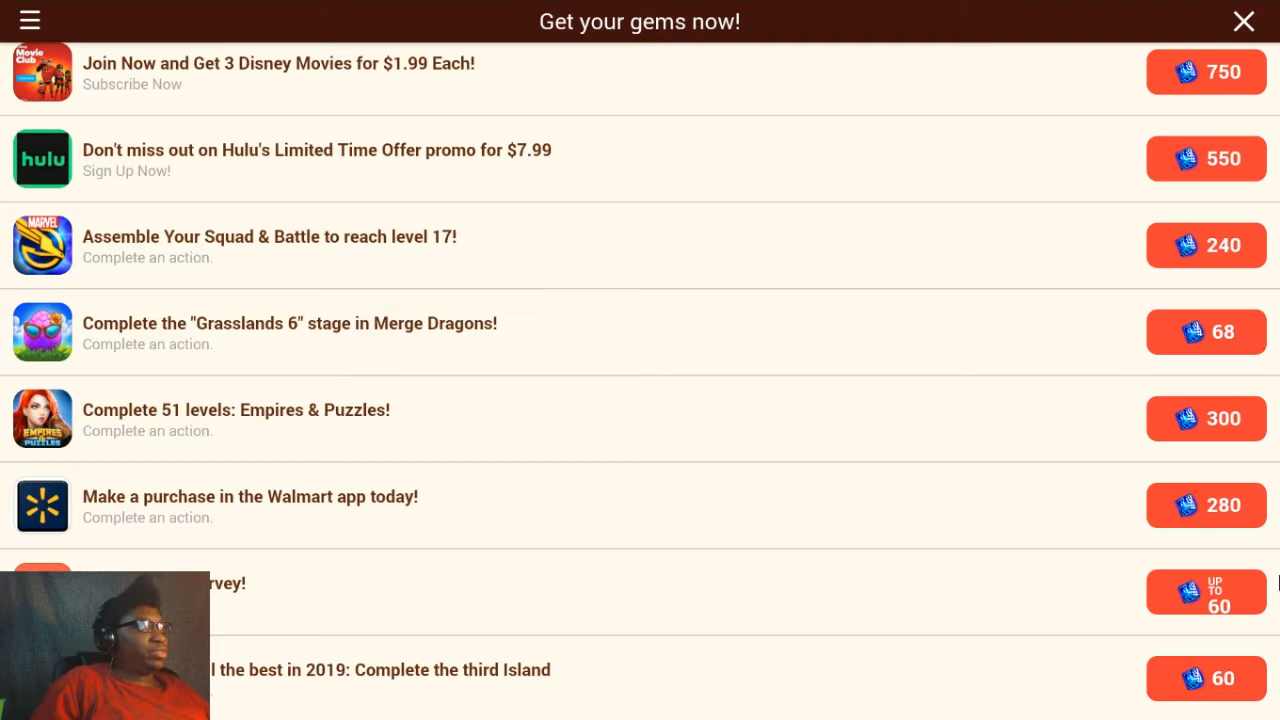 Get your gems now!
Movie
Club
Join Now and Get 3 Disney Movies for $1.99 Each!
Subscribe Now
750
hulu
Don't miss out on Hulu's Limited Time Offer promo for $7.99
Sign Up Now!
550
MARVEL
Assemble Your Squad & Battle to reach level 17!
Complete an action.
240
Complete the "Grasslands 6" stage in Merge Dragons!
Complete an action.
68
EMPIRES
PUZZLES
Complete 51 levels: Empires & Puzzles!
Complete an action.
300
Make a purchase in the Walmart app today!
Complete an action.
280
rvey!
UP
TO
60
l the best in 2019: Complete the third Island
60